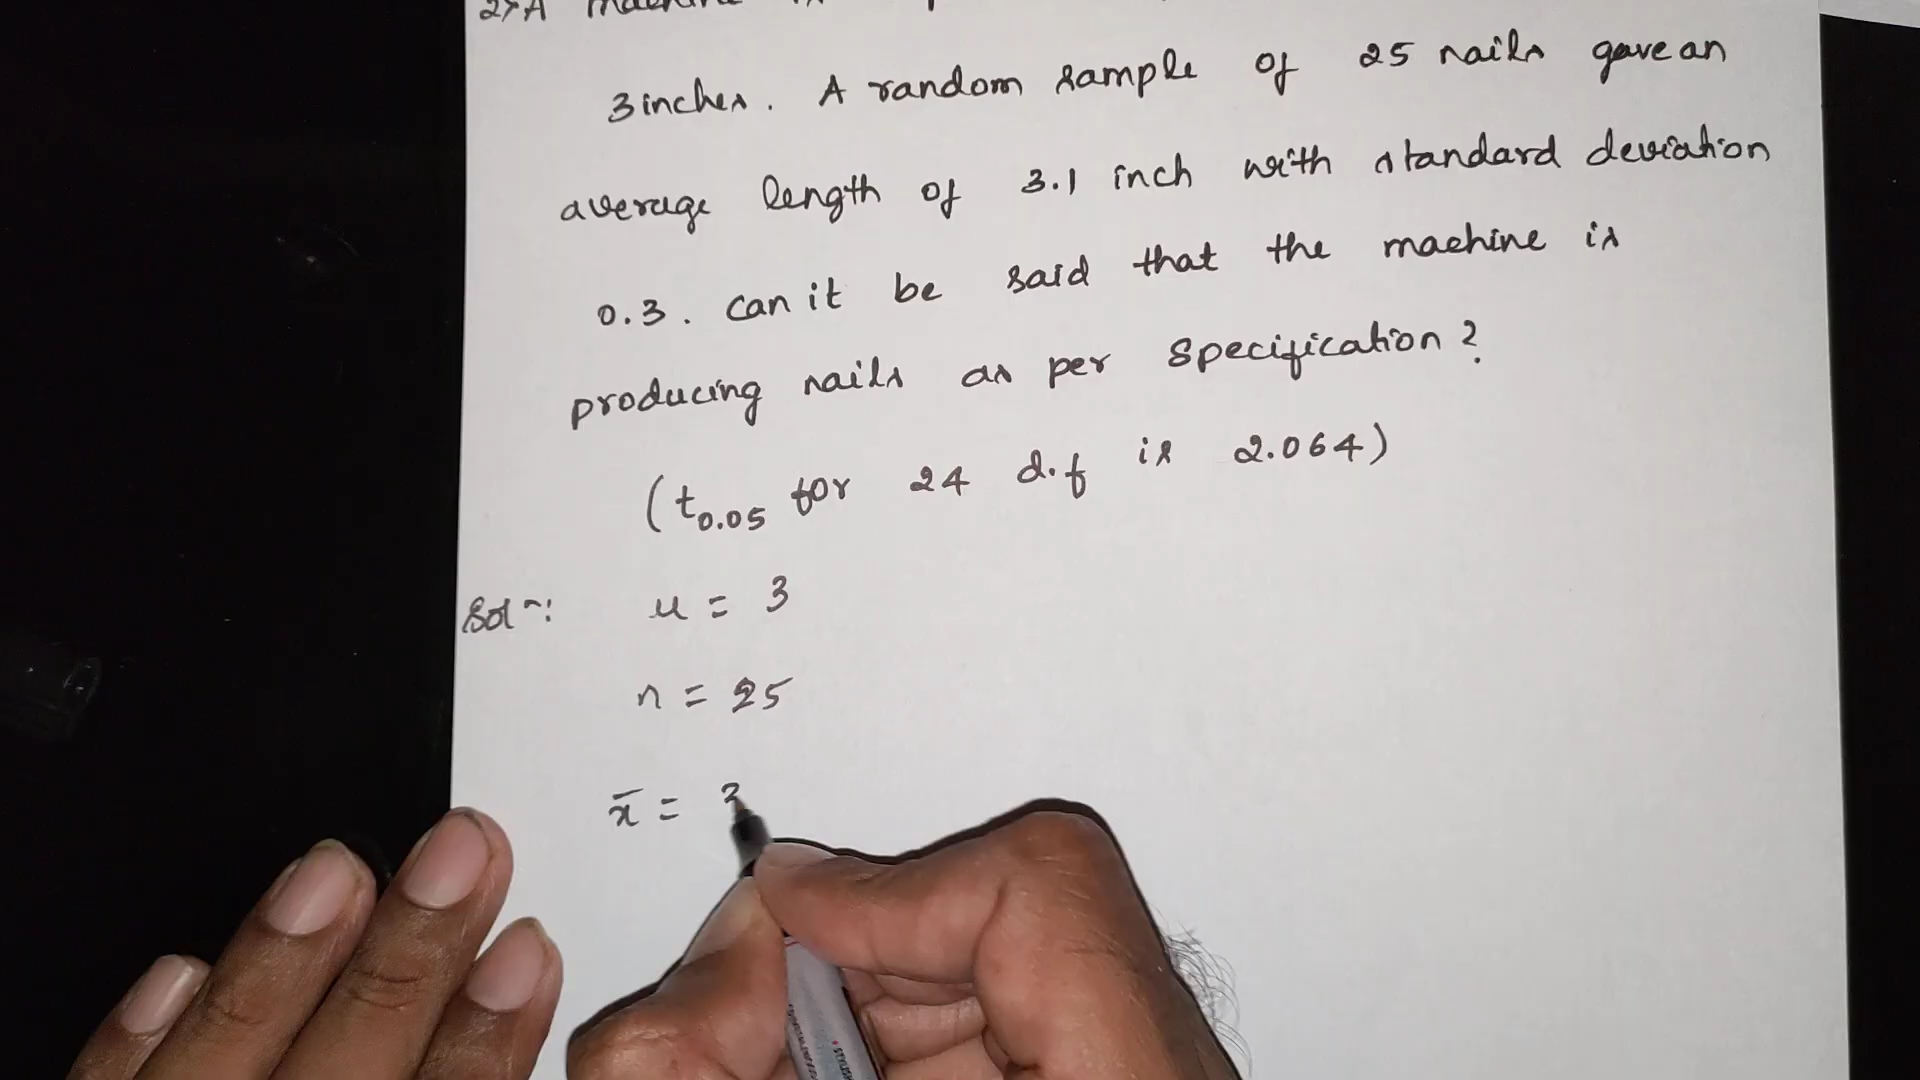 2) A machine
3 inches. A random sample of 25 nails gave an
average length of 3.1 inch with standard deviation
0.3. can it be said that the machine is
producing nails as per specification?
(t0.05 for 24 d.f is 2.064)
Soln: μ = 3
n = 25
x̄ = 3